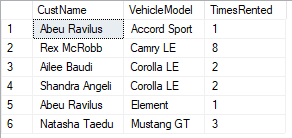 CustName VehicleModel TimesRented
1 Abeu Ravilus Accord Sport 1
2 Rex McRobb Camry LE 8
3 Ailee Baudi Corolla LE 2
4 Shandra Angeli Corolla LE 2
5 Abeu Ravilus Element 1
6 Natasha Taedu Mustang GT 3